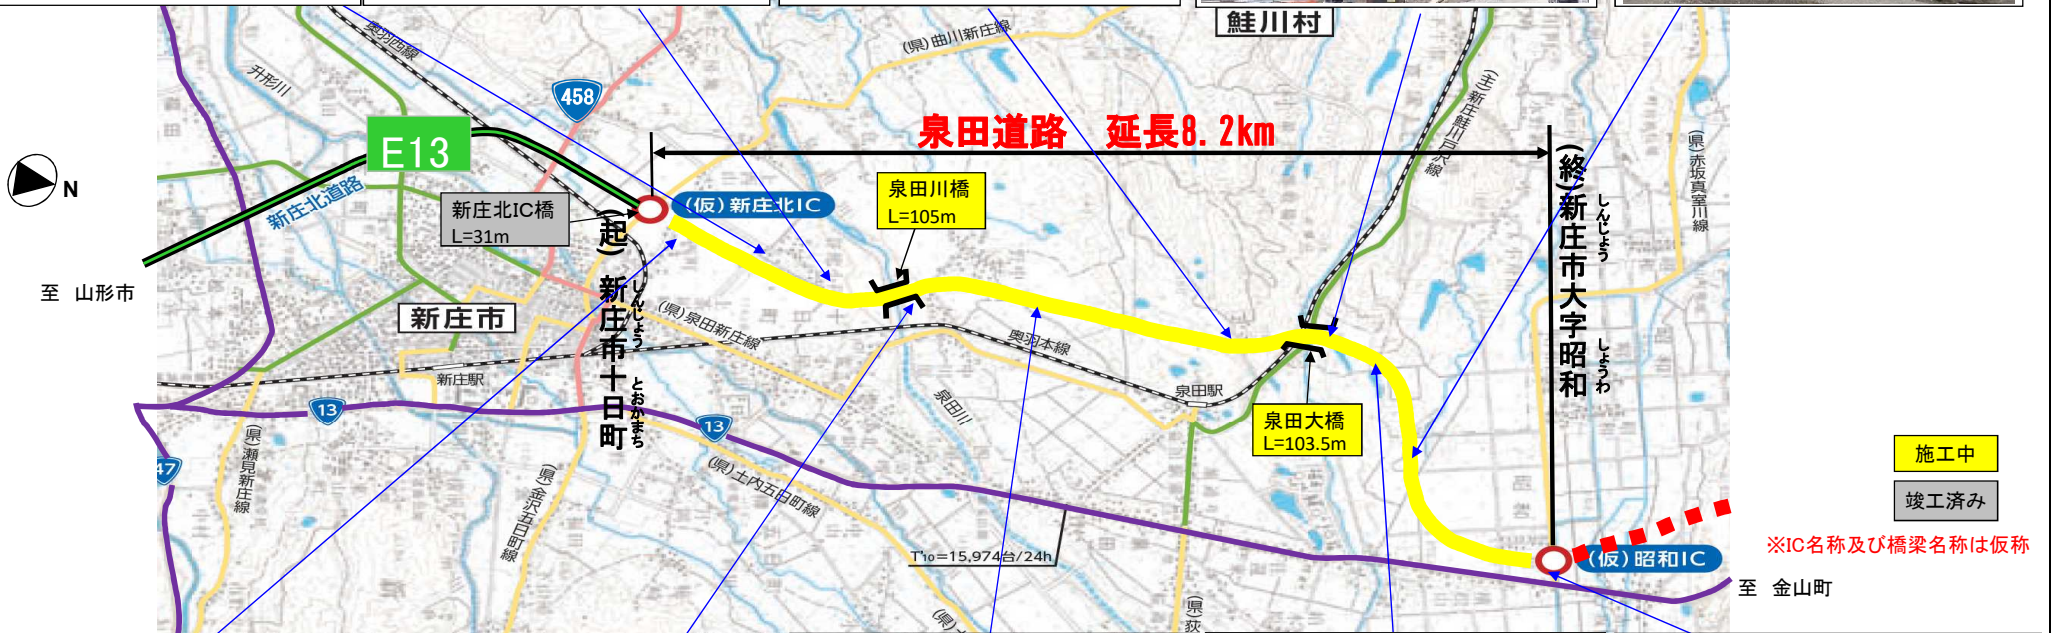 鮭川村
奥羽西線
升形川
(県)曲川新庄線
458
(主)新庄鮭川戸沢線
(県)赤坂真室川線
泉田道路 延長8.2km
E13
N
新庄北道路
新庄北IC橋
L=31m
(仮)新庄北IC
泉田川橋
L=105m
(起) 新庄市十日町
しんじょう とおかまち
(終)新庄市大字昭和
しんじょう しょうわ
至 山形市
新庄市
(県)泉田新庄線
奥羽本線
新庄駅
泉田駅
泉田川
13
13
47
泉田大橋
L=103.5m
(県)瀬見新庄線
(県)金沢五日町線
(県)土内五日町線
T'10=15,974台/24h
施工中
竣工済み
※IC名称及び橋梁名称は仮称
(仮)昭和IC
至 金山町
(県)
(県)荻